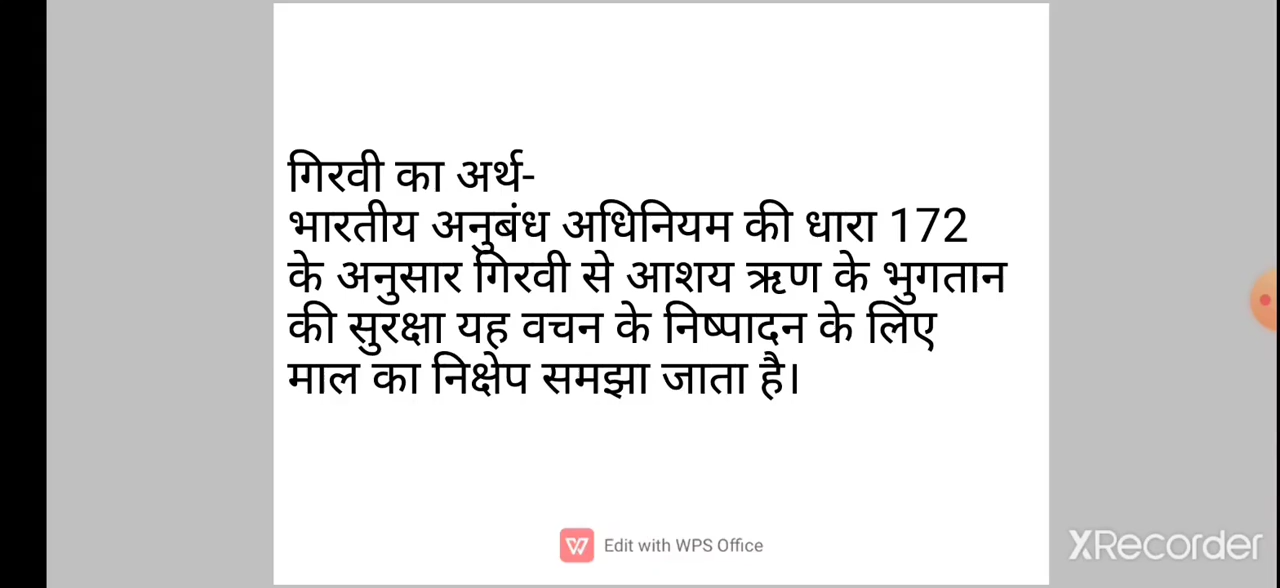 गिरवी का अर्थ-
भारतीय अनुबंध अधिनियम की धारा 172
के अनुसार गिरवी से आशय ऋण के भुगतान
की सुरक्षा यह वचन के निष्पादन के लिए
माल का निक्षेप समझा जाता है।
Edit with WPS Office
XRecorder